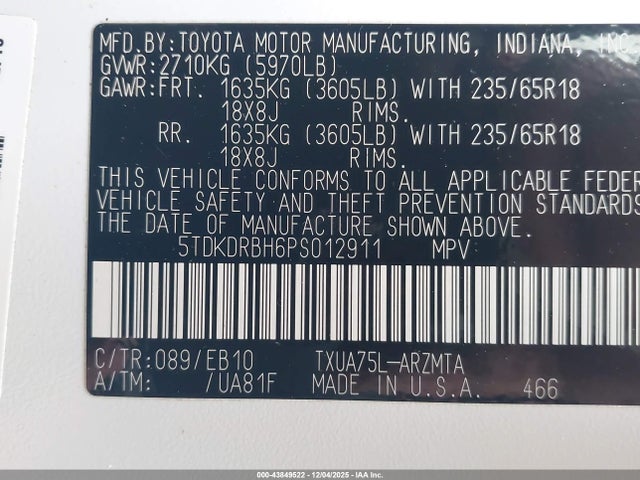 MFD.BY:TOYOTA MOTOR MANUFACTURING, INDIANA, INC.
GVWR:2710KG (5970LB)
GAWR:FRT. 1635KG (3605LB) WITH 235/65R18
18X8J RIMS.
RR. 1635KG (3605LB) WITH 235/65R18
18X8J RIMS.
THIS VEHICLE CONFORMS TO ALL APPLICABLE FEDER
VEHICLE SAFETY AND THEFT PREVENTION STANDARDS
THE DATE OF MANUFACTURE SHOWN ABOVE.
5TDKDRBH6PS012911 MPV
C/TR:089/EB10 TXUA75L-ARZMTA
A/TM: /UA81F MADE IN U.S.A. 466
000-43849522 - 12/04/2025 - IAA Inc.